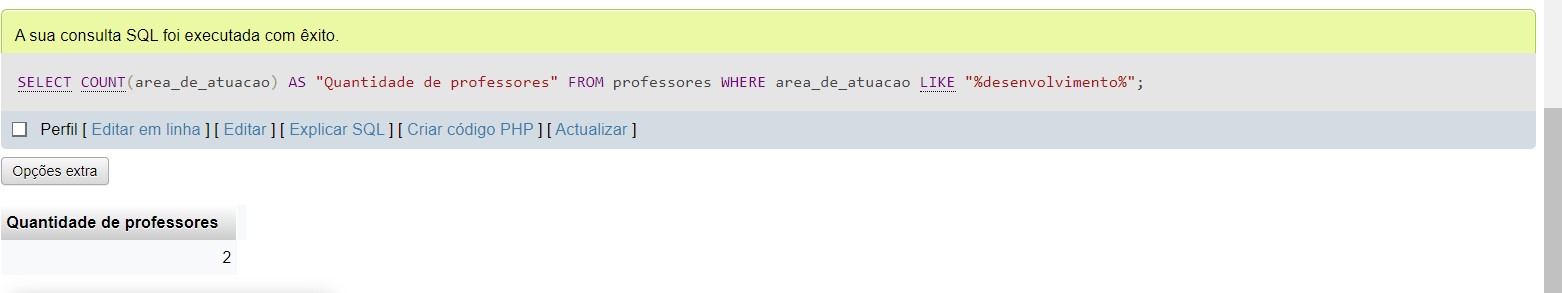 A sua consulta SQL foi executada com êxito.
SELECT COUNT(area_de_atuacao) AS "Quantidade de professores" FROM professores WHERE area_de_atuacao LIKE "%desenvolvimento%";
Perfil [ Editar em linha ] [ Editar ] [ Explicar SQL ] [ Criar código PHP ] [ Actualizar ]
Opções extra
Quantidade de professores
2